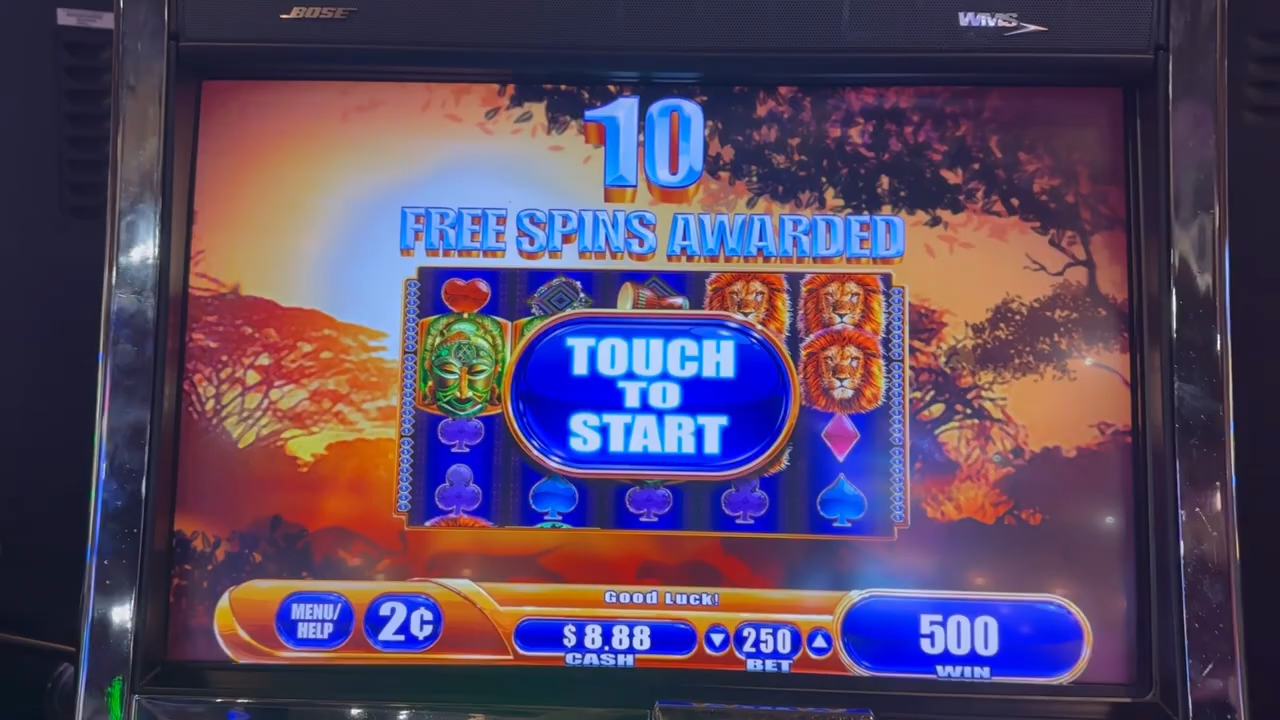 BOSE
WMS
10
FREE SPINS AWARDED
TOUCH
TO
START
Good Luck!
MENU/
HELP
2¢
$8.88
CASH
250
BET
500
WIN